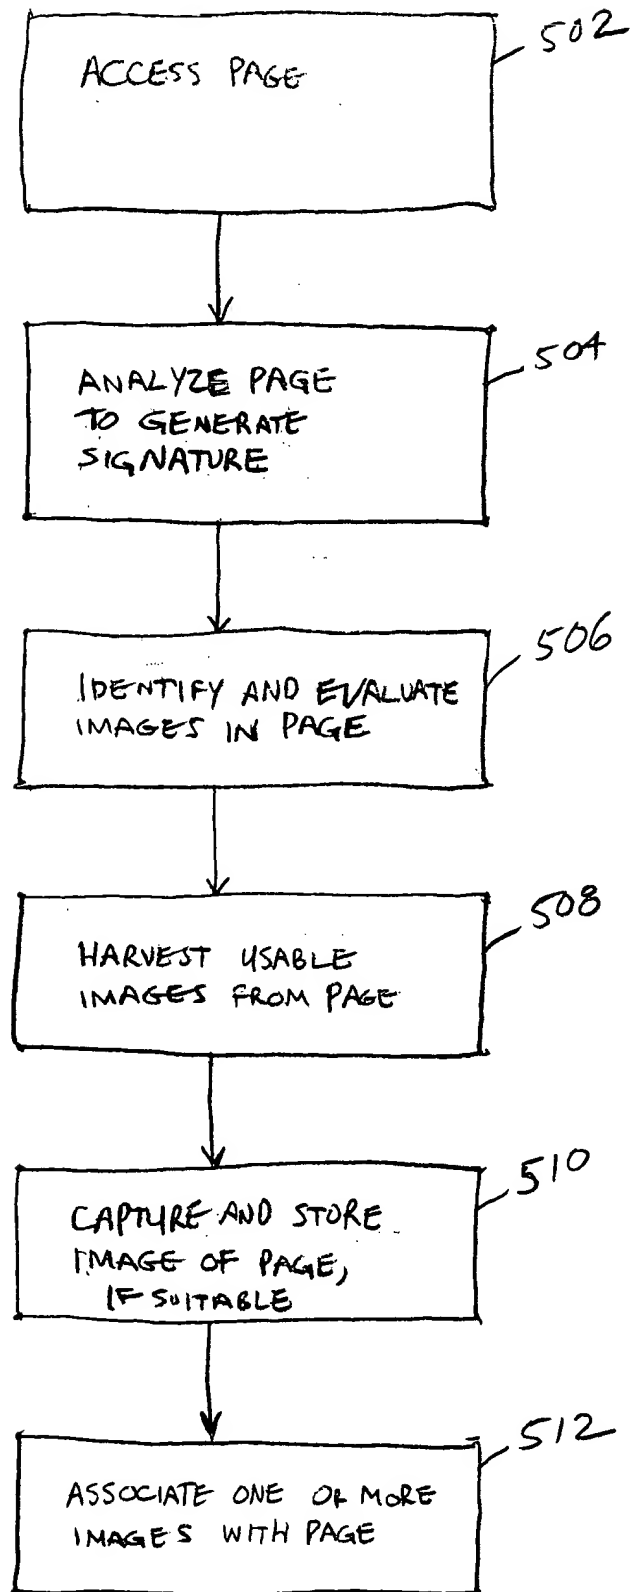 502
ACCESS PAGE
504
ANALYZE PAGE
TO GENERATE
SIGNATURE
506
IDENTIFY AND EVALUATE
IMAGES IN PAGE
508
HARVEST USABLE
IMAGES FROM PAGE
510
CAPTURE AND STORE
IMAGE OF PAGE,
IF SUITABLE
512
ASSOCIATE ONE OR MORE
IMAGES WITH PAGE